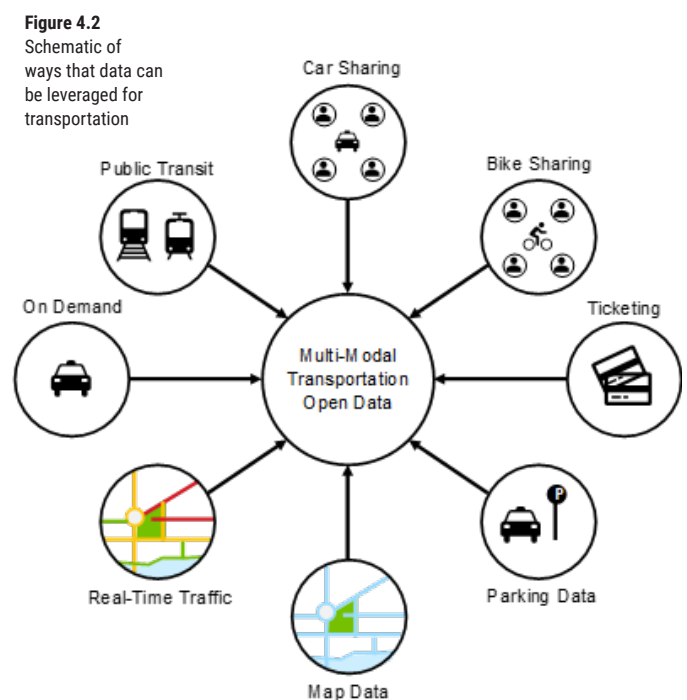 Figure 4.2
Schematic of
ways that data can
be leveraged for
transportation
Car Sharing
Public Transit
Bike Sharing
On Demand
Ticketing
Multi-Modal
Transportation
Open Data
P
Real-Time Traffic
Parking Data
Map Data